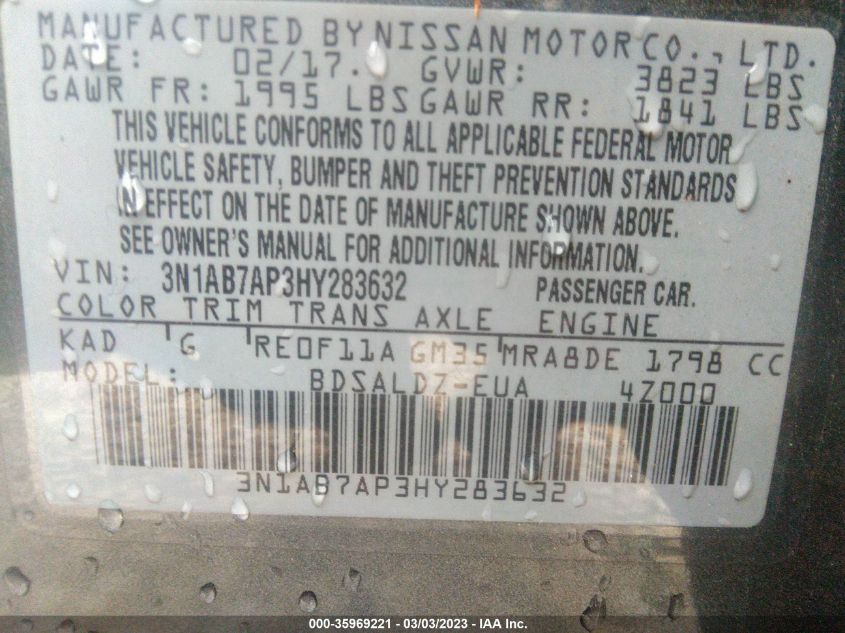 MANUFACTURED BY NISSAN MOTOR CO., LTD.
DATE: 02/17. GVWR: 3823 LBS
GAWR FR: 1995 LBS GAWR RR: 1841 LBS
THIS VEHICLE CONFORMS TO ALL APPLICABLE FEDERAL MOTOR
VEHICLE SAFETY, BUMPER AND THEFT PREVENTION STANDARDS
IN EFFECT ON THE DATE OF MANUFACTURE SHOWN ABOVE.
SEE OWNER'S MANUAL FOR ADDITIONAL INFORMATION.
VIN: 3N1AB7AP3HY283632 PASSENGER CAR.
COLOR TRIM TRANS AXLE ENGINE
KAD G RE0F11A GM35 MRA8DE 1798 CC
MODEL: BDSALDZ-EUA 4Z000
3N1AB7AP3HY283632
000-35969221 - 03/03/2023 - © IAA Inc.